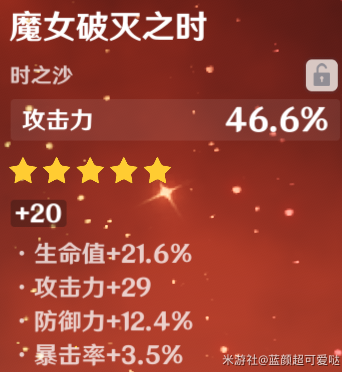 魔女破灭之时
时之沙
攻击力 46.6%
+20
·生命值+21.6%
·攻击力+29
·防御力+12.4%
·暴击率+3.5%
米游社@蓝颜超可爱哒